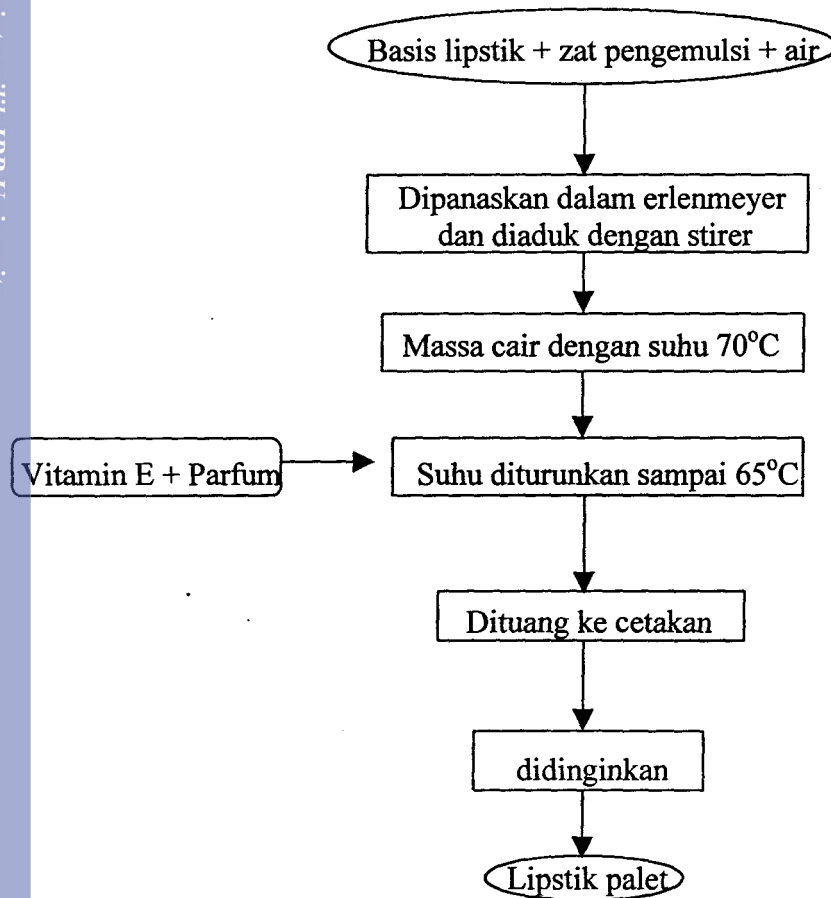 Basis lipstik + zat pengemulsi + air
Dipanaskan dalam erlenmeyer
dan diaduk dengan stirer
Massa cair dengan suhu 70°C
Vitamin E + Parfum
Suhu diturunkan sampai 65°C
Dituang ke cetakan
didinginkan
Lipstik palet